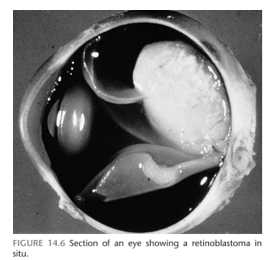 FIGURE 14.6 Section of an eye showing a retinoblastoma in
situ.